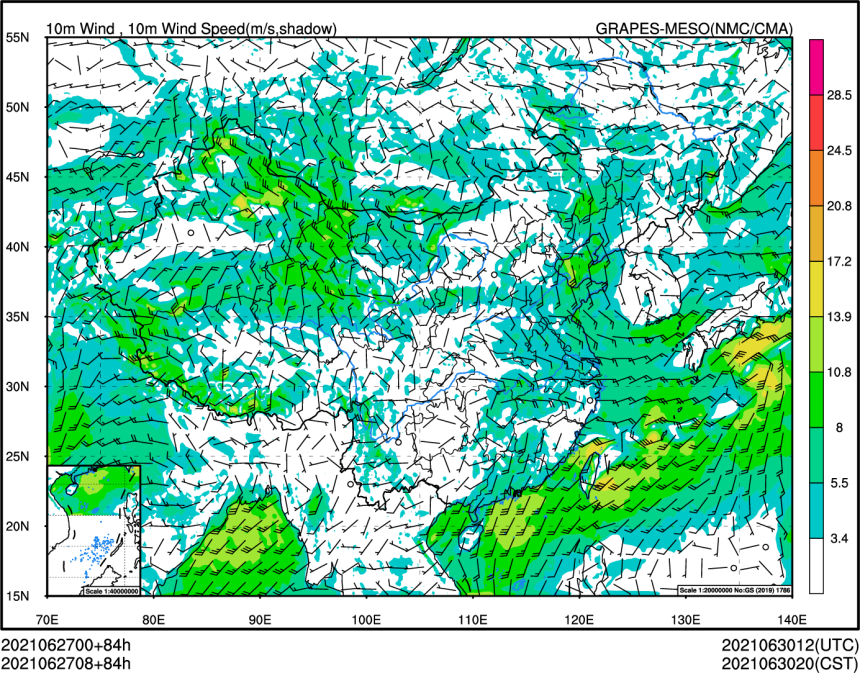 10m Wind , 10m Wind Speed(m/s,shadow) GRAPES-MESO(NMC/CMA)
55N
50N
45N
40N
35N
30N
25N
20N
15N
28.5
24.5
20.8
17.2
13.9
10.8
8
5.5
3.4
Scale 1:40000000
Scale 1:20000000 No:GS (2019) 1786
70E 80E 90E 100E 110E 120E 130E 140E
2021062700+84h 2021063012(UTC)
2021062708+84h 2021063020(CST)